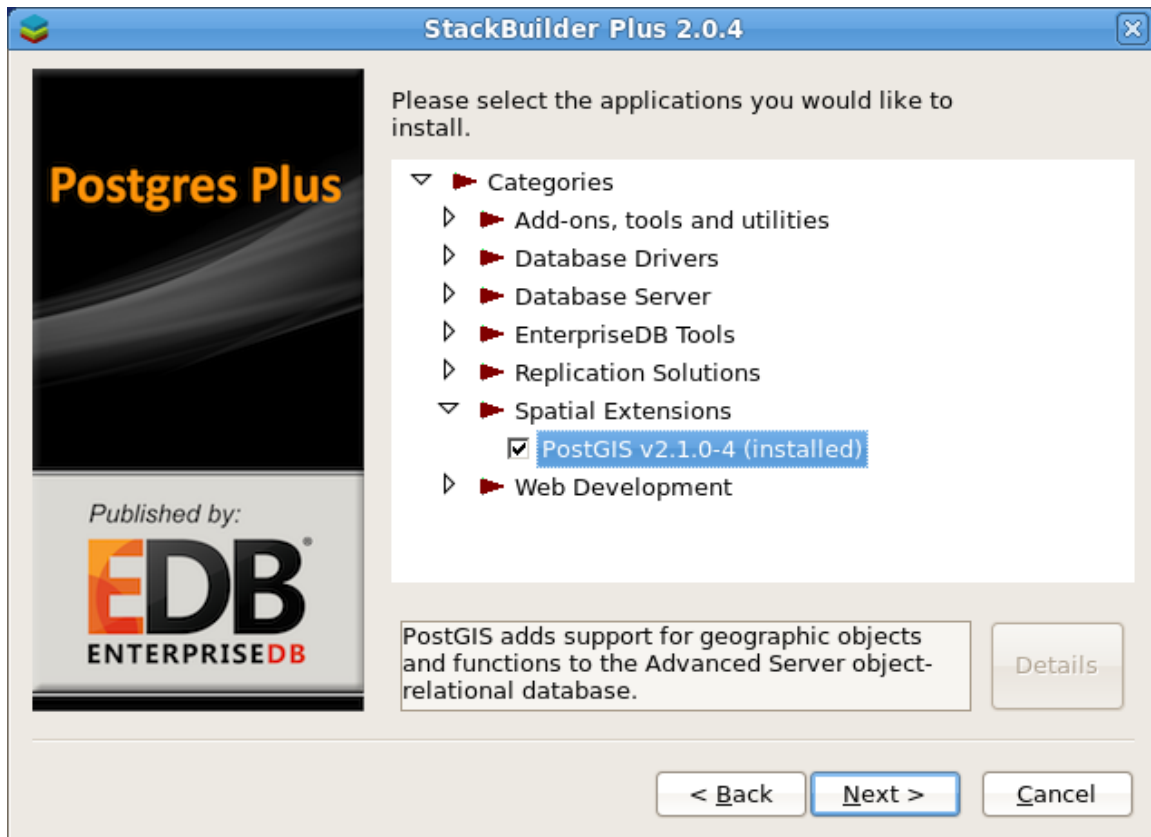 StackBuilder Plus 2.0.4
Postgres Plus
Published by:
EDB®
ENTERPRISEDB
Please select the applications you would like to
install.
Categories
Add-ons, tools and utilities
Database Drivers
Database Server
EnterpriseDB Tools
Replication Solutions
Spatial Extensions
PostGIS v2.1.0-4 (installed)
Web Development
PostGIS adds support for geographic objects
and functions to the Advanced Server object-
relational database.
Details
< Back
Next >
Cancel